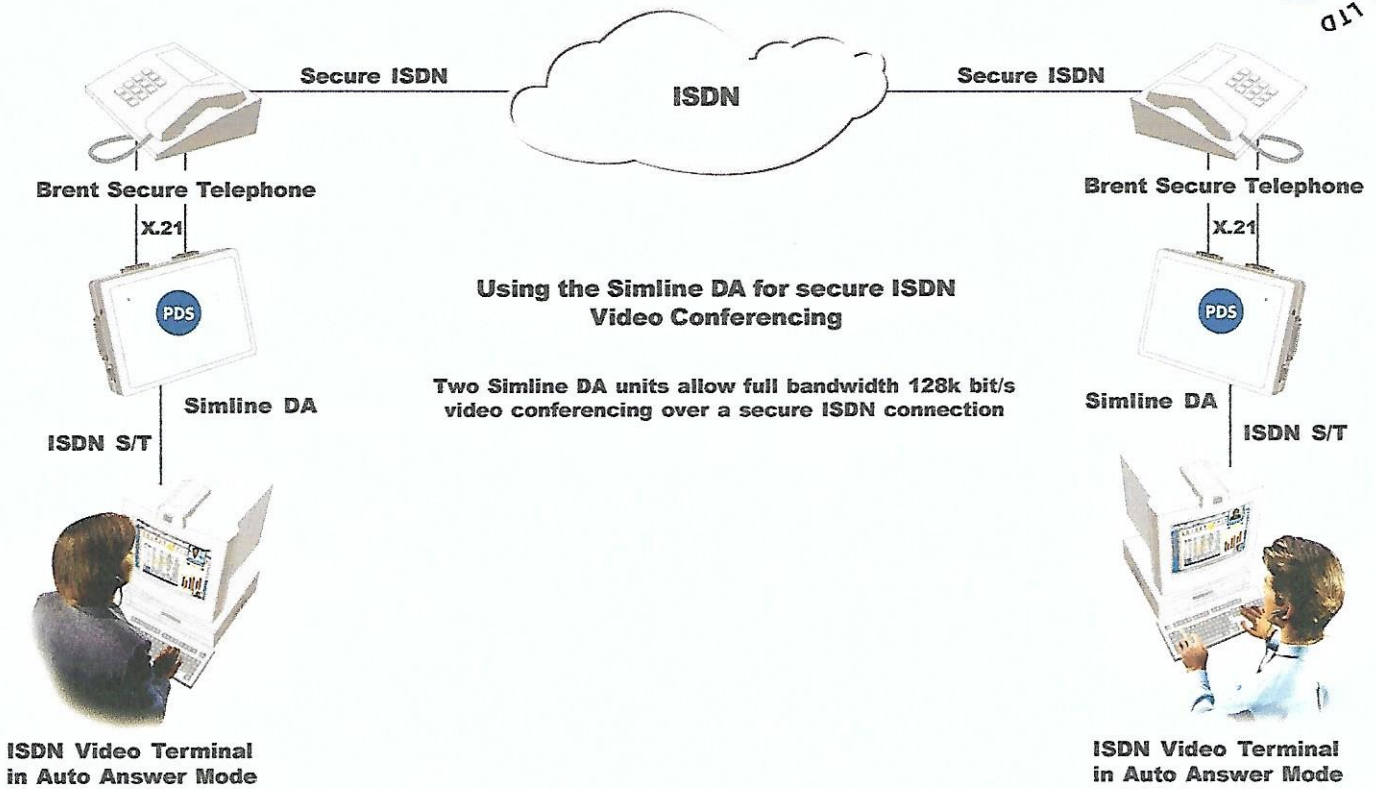 LTD
Secure ISDN
ISDN
Secure ISDN
Brent Secure Telephone
Brent Secure Telephone
X.21
X.21
PDS
PDS
Using the Simline DA for secure ISDN
Video Conferencing
Two Simline DA units allow full bandwidth 128k bit/s
video conferencing over a secure ISDN connection
Simline DA
Simline DA
ISDN S/T
ISDN S/T
ISDN Video Terminal
in Auto Answer Mode
ISDN Video Terminal
in Auto Answer Mode